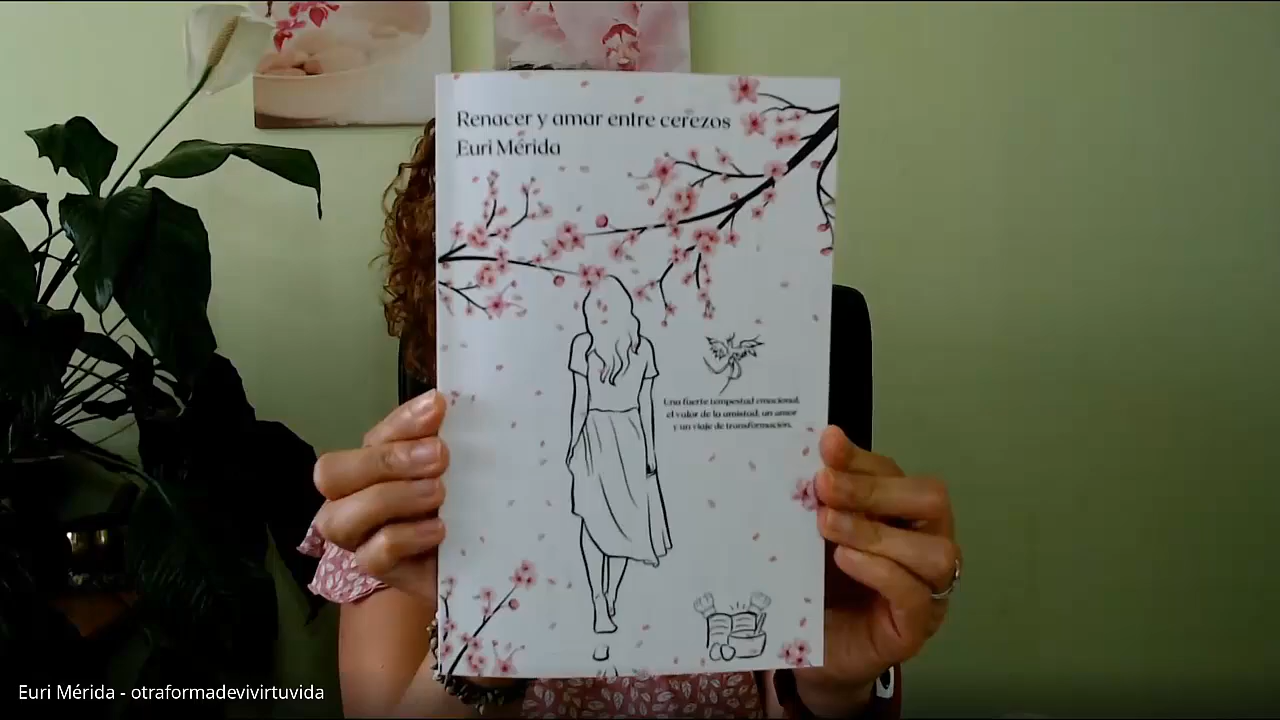 Renacer y amar entre cerezos
Euri Mérida
Una fuerte tempestad emocional,
el valor de la amistad, un amor
y un viaje de transformación.
Euri Mérida - otraformadevivirtuvida